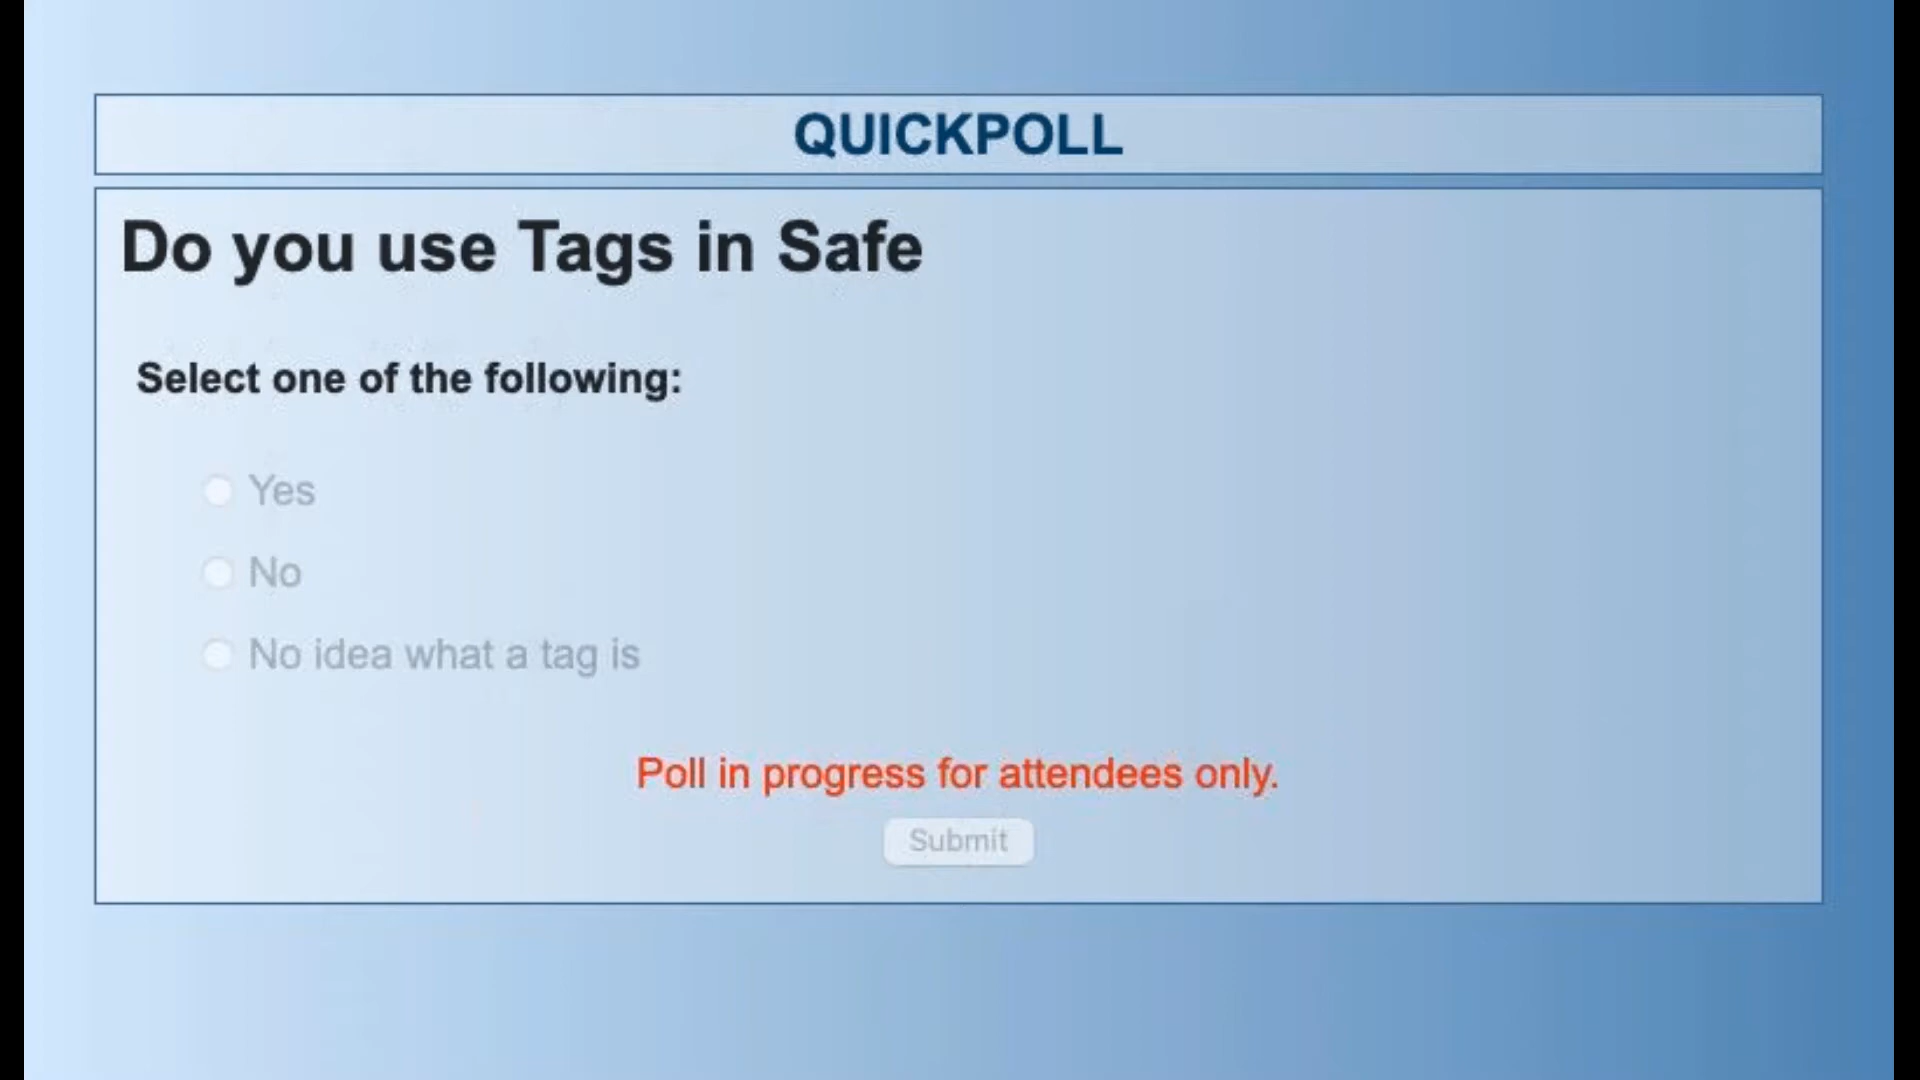 QUICKPOLL
Do you use Tags in Safe
Select one of the following:
Yes
No
No idea what a tag is
Poll in progress for attendees only.
Submit